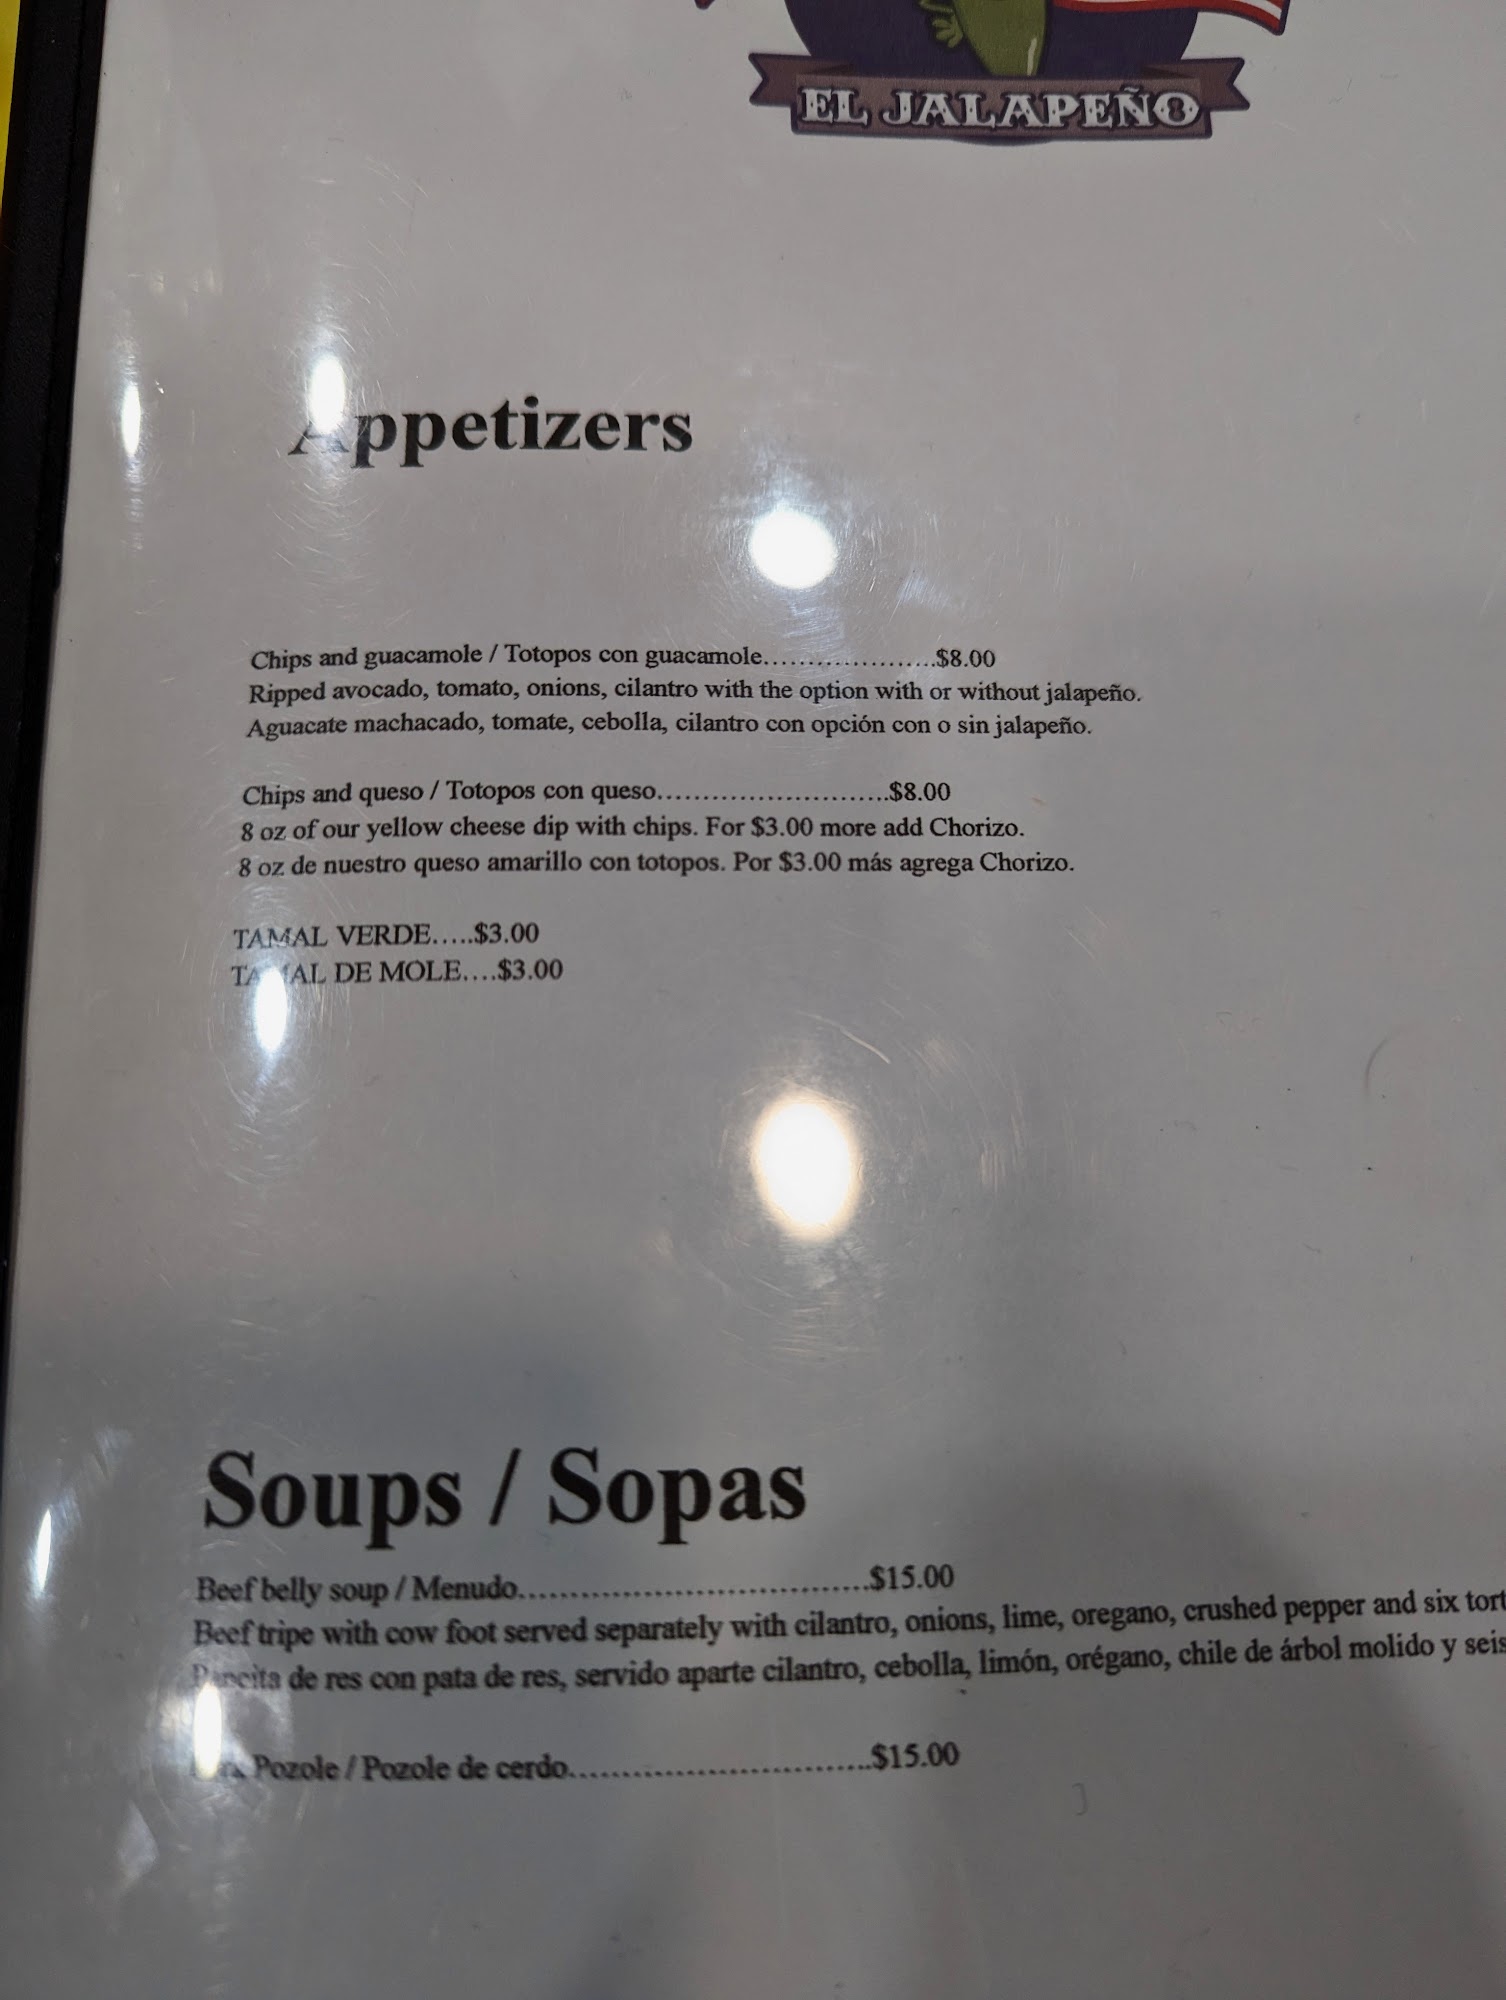 EL JALAPEÑO
Appetizers
Chips and guacamole / Totopos con guacamole.....................$8.00
Ripped avocado, tomato, onions, cilantro with the option with or without jalapeño.
Aguacate machacado, tomate, cebolla, cilantro con opción con o sin jalapeño.
Chips and queso / Totopos con queso............................$8.00
8 oz of our yellow cheese dip with chips. For $3.00 more add Chorizo.
8 oz de nuestro queso amarillo con totopos. Por $3.00 más agrega Chorizo.
TAMAL VERDE.....$3.00
TAMAL DE MOLE....$3.00
Soups / Sopas
Beef belly soup / Menudo.......................................$15.00
Beef tripe with cow foot served separately with cilantro, onions, lime, oregano, crushed pepper and six tort
Pancita de res con pata de res, servido aparte cilantro, cebolla, limón, orégano, chile de árbol molido y seis
Pozole / Pozole de cerdo..................................$15.00